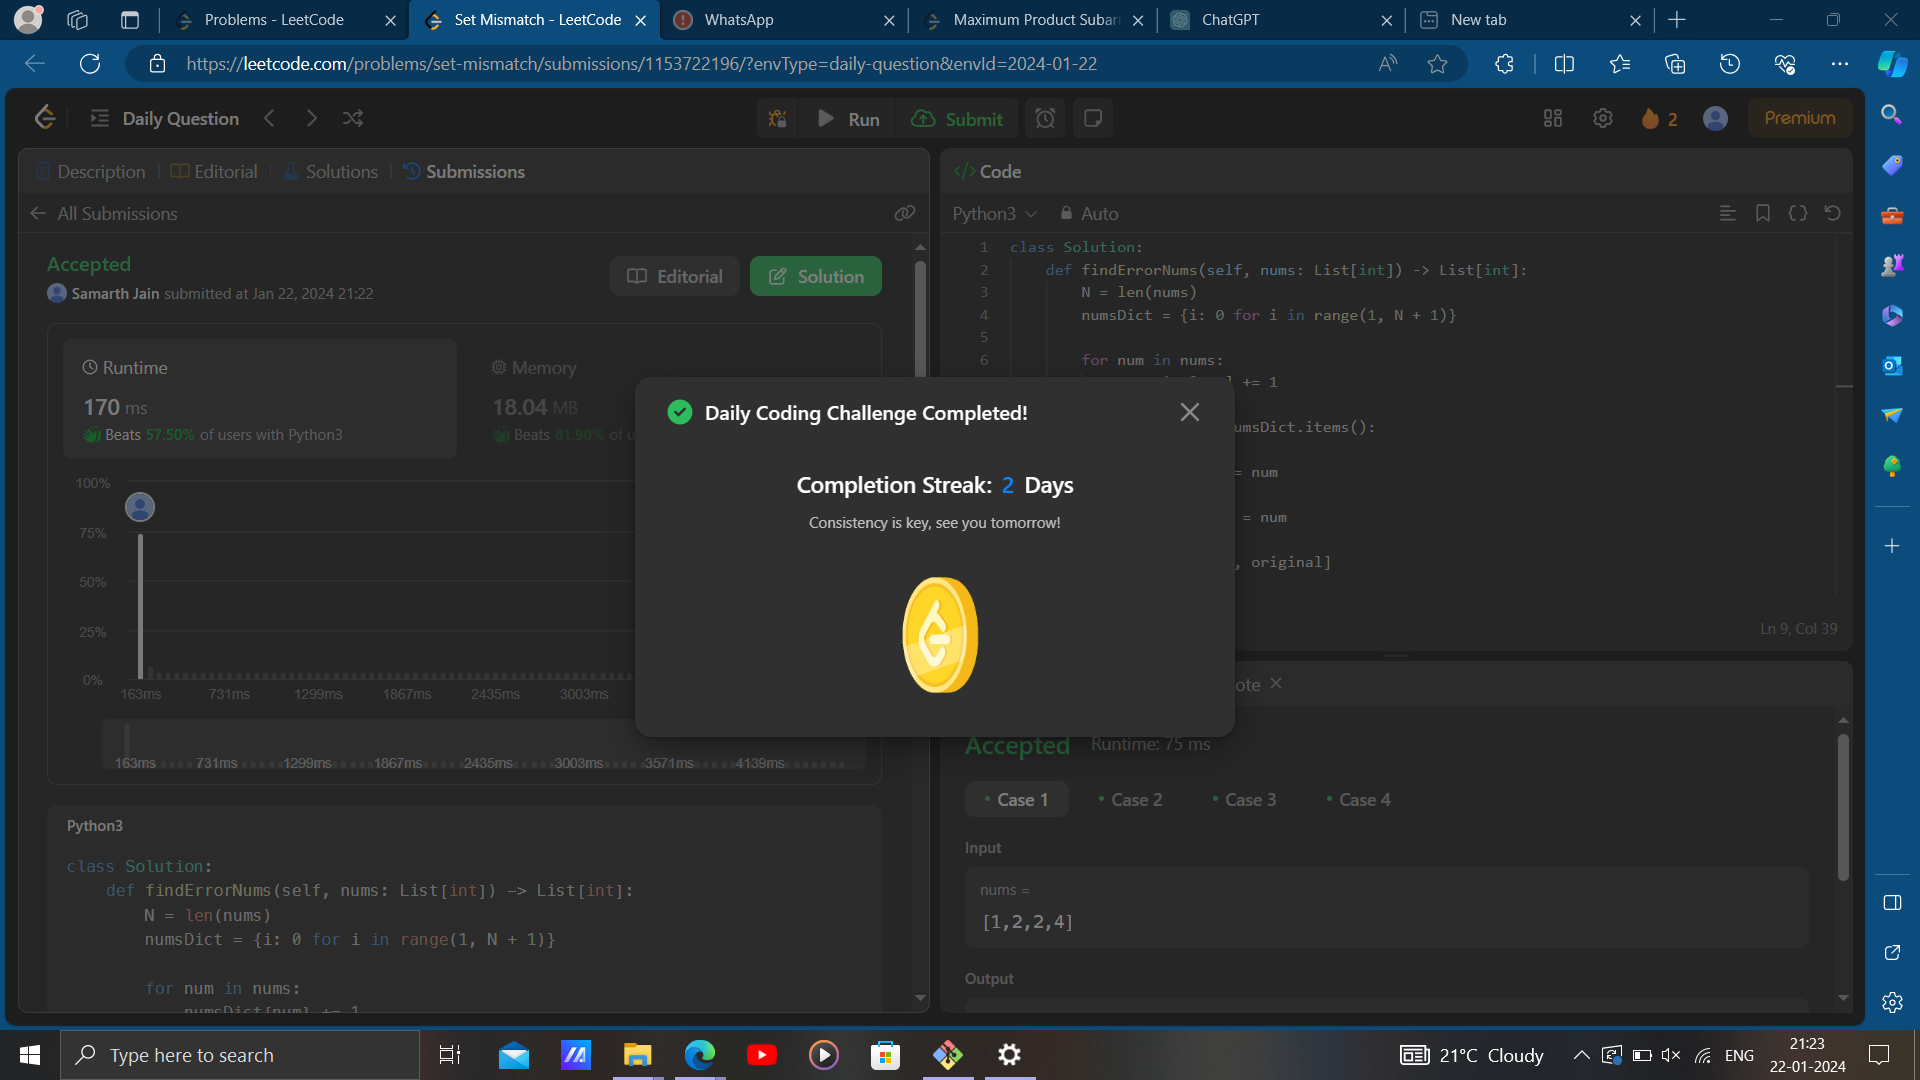 Problems - LeetCode
Set Mismatch - LeetCode
WhatsApp
Maximum Product Subar
ChatGPT
New tab
https://leetcode.com/problems/set-mismatch/submissions/1153722196/?envType=daily-question&envId=2024-01-22
Daily Question
Run
Submit
2
Premium
Description
Editorial
Solutions
Submissions
All Submissions
Accepted
Samarth Jain submitted at Jan 22, 2024 21:22
Editorial
Solution
Runtime
170 ms
Beats 57.50% of users with Python3
Memory
18.04 MB
Beats 81.90% of u
100%
75%
50%
25%
0%
163ms 731ms 1299ms 1867ms 2435ms 3003ms
163ms 731ms 1299ms 1867ms 2435ms 3003ms 3571ms 4139ms
Python3
class Solution:
def findErrorNums(self, nums: List[int]) -> List[int]:
N = len(nums)
numsDict = {i: 0 for i in range(1, N + 1)}
for num in nums:
numsDict[num] += 1
Daily Coding Challenge Completed!
Completion Streak: 2 Days
Consistency is key, see you tomorrow!
</> Code
Python3
Auto
1 class Solution:
2 def findErrorNums(self, nums: List[int]) -> List[int]:
3 N = len(nums)
4 numsDict = {i: 0 for i in range(1, N + 1)}
5
6 for num in nums:
] += 1
umsDict.items():
= num
= num
, original]
Ln 9, Col 39
ote
Accepted
Runtime: 75 ms
Case 1
Case 2
Case 3
Case 4
Input
nums =
[1,2,2,4]
Output
Type here to search
21°C Cloudy
ENG
21:23
22-01-2024